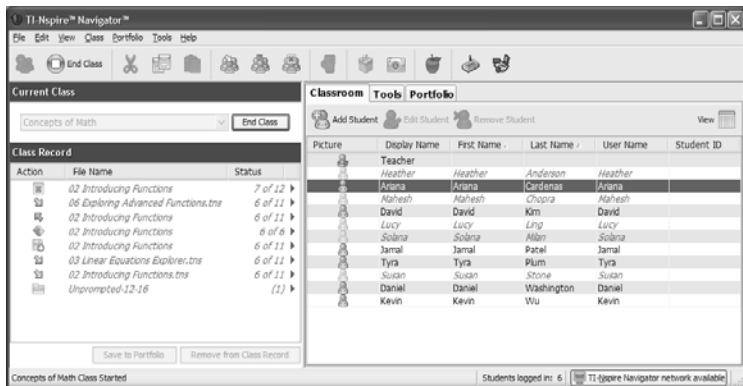 TI-Nspire™ Navigator™
File Edit View Class Portfolio Tools Help
End Class
Current Class
Concepts of Math End Class
Class Record
Action File Name Status
02 Introducing Functions 7 of 12
06 Exploring Advanced Functions.tns 6 of 11
02 Introducing Functions 6 of 11
02 Introducing Functions 6 of 6
02 Introducing Functions 6 of 11
03 Linear Equations Explorer.tns 6 of 11
02 Introducing Functions.tns 6 of 11
Unprompted-12-16 (1)
Save to Portfolio Remove from Class Record
Classroom Tools Portfolio
Add Student Edit Student Remove Student View
Picture Display Name First Name Last Name User Name Student ID
Teacher
Heather Heather Anderson Heather
Ariana Ariana Cardenas Ariana
Mahesh Mahesh Chopra Mahesh
David David Kim David
Lucy Lucy Ling Lucy
Solana Solana Milan Solana
Jamal Jamal Patel Jamal
Tyra Tyra Plum Tyra
Susan Susan Stone Susan
Daniel Daniel Washington Daniel
Kevin Kevin Wu Kevin
Concepts of Math Class Started Students logged in: 6 TI-Nspire Navigator network available